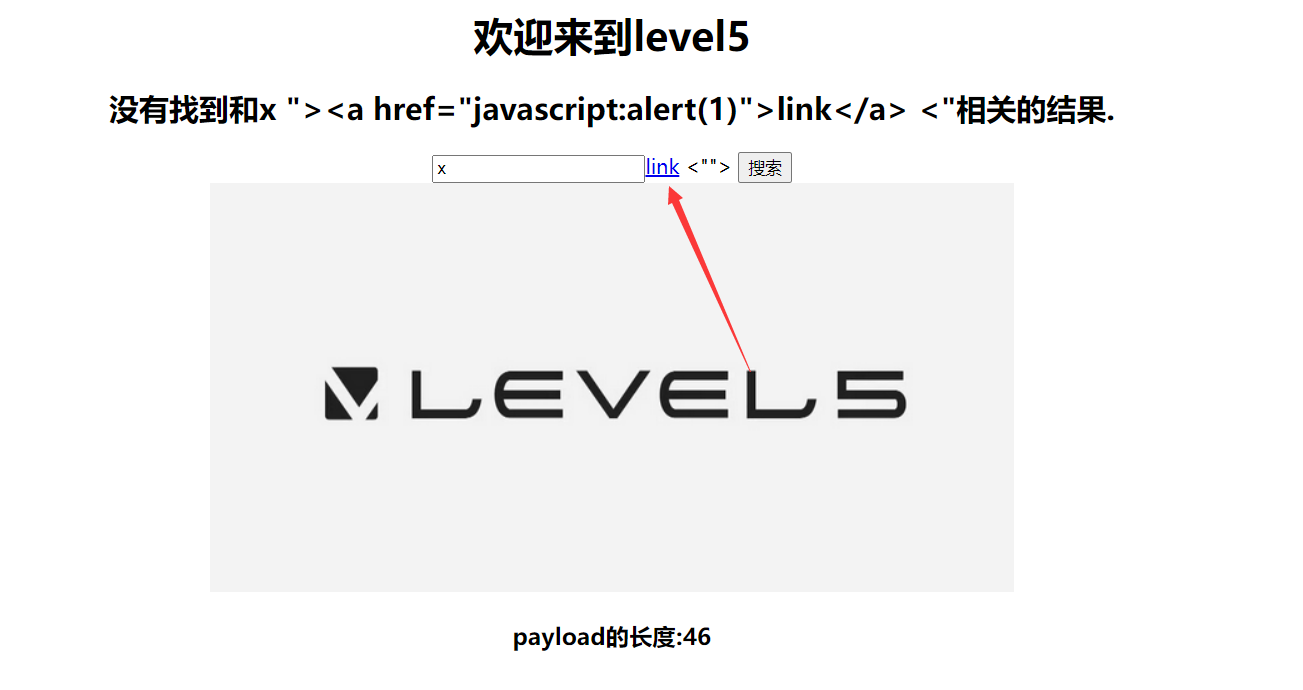 欢迎来到level5
没有找到和x "><a href="javascript:alert(1)">link</a> <"相关的结果.
x link <""> 搜索
LEVEL5
payload的长度:46